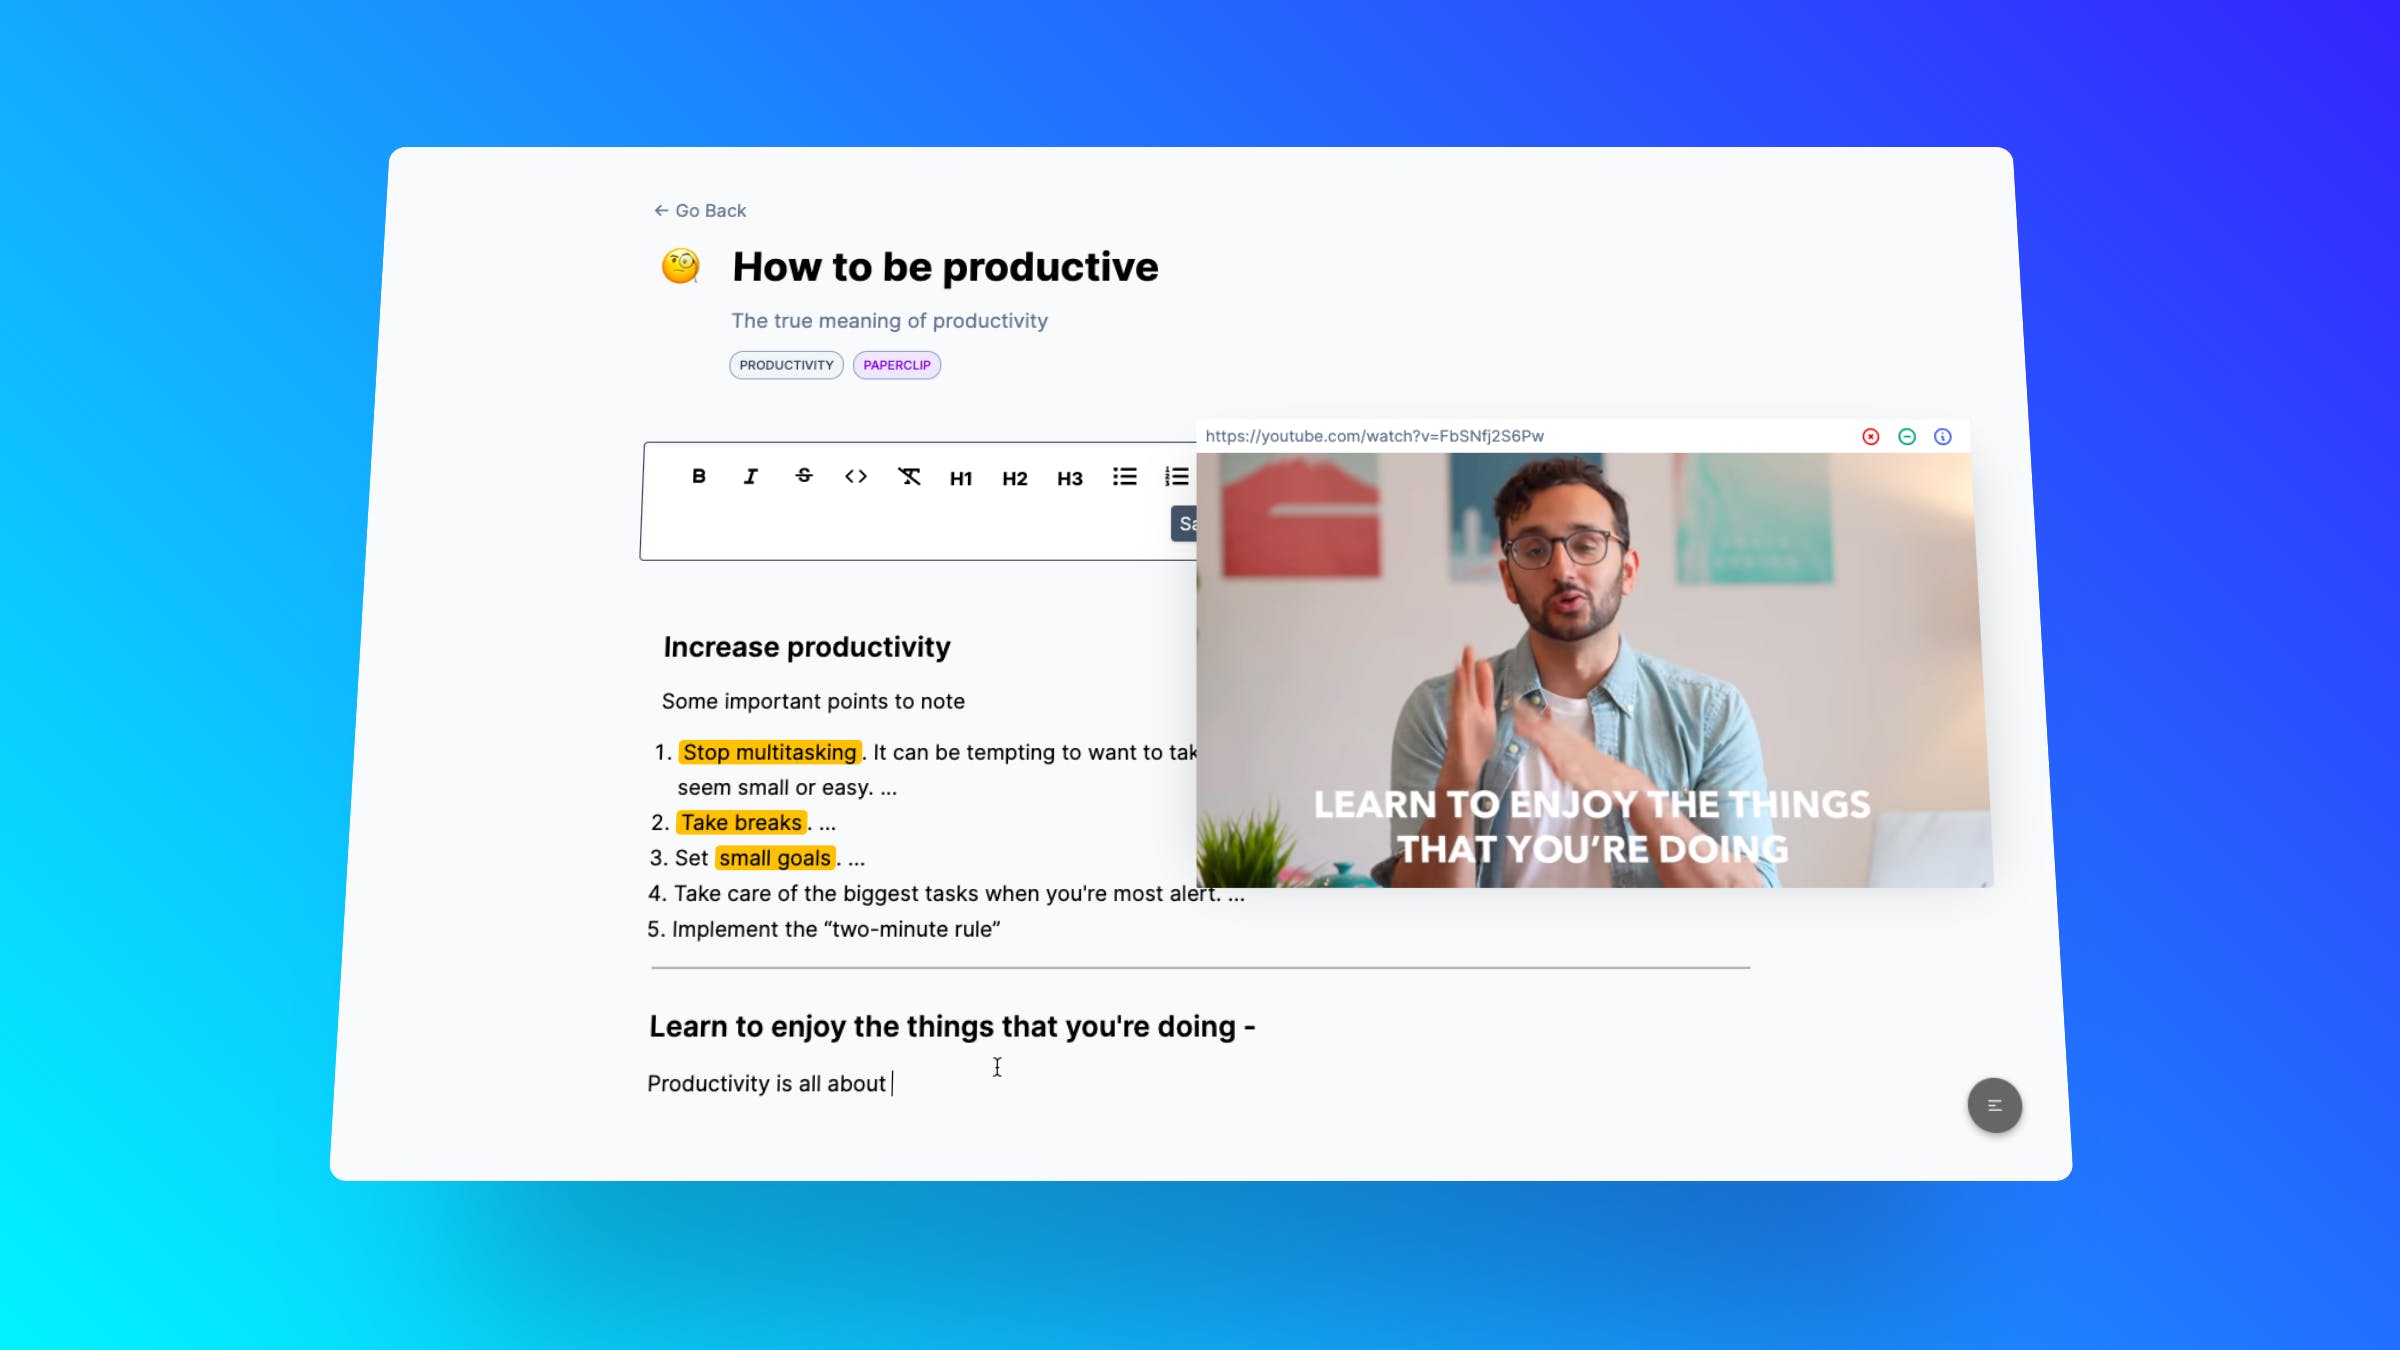 ← Go Back
How to be productive
The true meaning of productivity
PRODUCTIVITY PAPERCLIP
https://youtube.com/watch?v=FbSNfj2S6Pw
B I S <> T H1 H2 H3
Increase productivity
Some important points to note
1. Stop multitasking. It can be tempting to want to
seem small or easy. ...
2. Take breaks. ...
3. Set small goals. ...
4. Take care of the biggest tasks when you're most alert. ...
5. Implement the “two-minute rule”
LEARN TO ENJOY THE THINGS
THAT YOU’RE DOING
Learn to enjoy the things that you're doing -
Productivity is all about